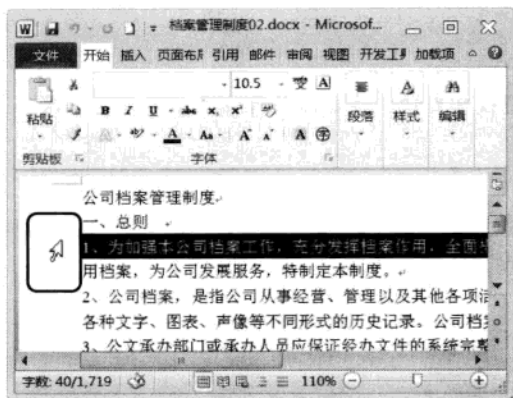 档案管理制度02.docx - Microsof...
文件 开始 插入 页面布局 引用 邮件 审阅 视图 开发工具 加载项
粘贴 10.5 段落 样式 编辑
剪贴板 字体
公司档案管理制度
一、总则
1、为加强本公司档案工作，充分发挥档案作用，全面
用档案，为公司发展服务，特制定本制度。
2、公司档案，是指公司从事经营、管理以及其他各项
各种文字、图表、声像等不同形式的历史记录。公司档
3、公文承办部门或承办人员应保证经办文件的系统完整
字数: 40/1,719 110%